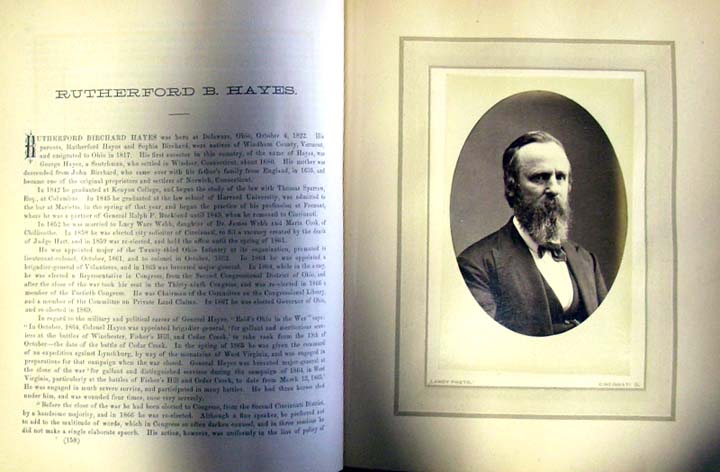 RUTHERFORD B. HAYES.
RUTHERFORD BIRCHARD HAYES was born at Delaware, Ohio, October 4, 1822. His
parents, Rutherford Hayes and Sophia Birchard, were natives of Windham County, Vermont,
and emigrated to Ohio in 1817. His first ancestor in this country, of the name of Hayes, was
George Hayes, a Scotchman, who settled in Windsor, Connecticut, about 1680. His mother was
descended from John Birchard, who came over with his father's family from England, in 1635, and
became one of the original proprietors and settlers of Norwich, Connecticut.
In 1842 he graduated at Kenyon College, and began the study of the law with Thomas Sparrow,
Esq., at Columbus. In 1845 he graduated at the law school of Harvard University, was admitted to
the bar at Marietta, in the spring of that year, and began the practice of his profession at Fremont,
where he was a partner of General Ralph P. Buckland until 1849, when he removed to Cincinnati.
In 1852 he was married to Lucy Ware Webb, daughter of Dr. James Webb and Maria Cook, of
Chillicothe. In 1858 he was elected city solicitor of Cincinnati, to fill a vacancy created by the death
of Judge Hart, and in 1859 was re-elected, and held the office until the spring of 1861.
He was appointed major of the Twenty-third Ohio Infantry at its organization, promoted to
lieutenant-colonel, October, 1861, and to colonel in October, 1862. In 1864 he was appointed a
brigadier-general of Volunteers, and in 1865 was brevetted major-general. In 1864, while in the army,
he was elected a Representative in Congress, from the Second Congressional District of Ohio, and
after the close of the war took his seat in the Thirty-ninth Congress, and was re-elected in 1866 a
member of the Fortieth Congress. He was Chairman of the Committee on the Congressional Library,
and a member of the Committee on Private Land Claims. In 1867 he was elected Governor of Ohio,
and re-elected in 1869.
In regard to the military and political career of General Hayes, "Reid's Ohio in the War" says:
"In October, 1864, Colonel Hayes was appointed brigadier-general, 'for gallant and meritorious services
at the battles of Winchester, Fisher's Hill, and Cedar Creek,' to take rank from the 19th of
October—the date of the battle of Cedar Creek. In the spring of 1865 he was given the command
of an expedition against Lynchburg, by way of the mountains of West Virginia, and was engaged in
preparations for that campaign when the war closed. General Hayes was brevetted major-general at
the close of the war 'for gallant and distinguished services during the campaign of 1864 in West
Virginia, particularly at the battles of Fisher's Hill and Cedar Creek, to date from March 13, 1865.'
He was engaged in much severe service, and participated in many battles. He had three horses shot
under him, and was wounded four times, once very severely.
"Before the close of the war he had been elected to Congress, from the Second Cincinnati District,
by a handsome majority, and in 1866 he was re-elected. Although a fine speaker, he preferred not
to add to the multitude of words, which in Congress so often darken counsel, and in three sessions he
did not make a single elaborate speech. His action, however, was uniformly in the line of policy of
(159)
LANDY PHOTO.
CINCINNATI O.